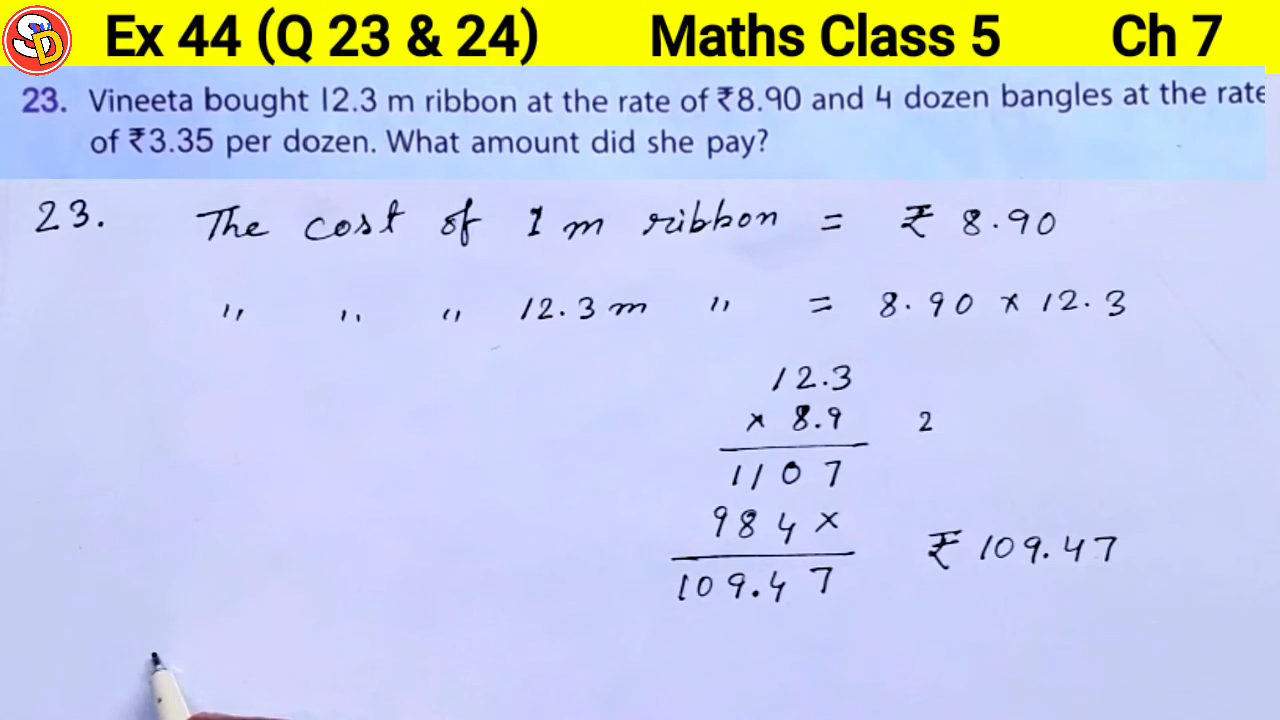 SD Ex 44 (Q 23 & 24) Maths Class 5 Ch 7
23. Vineeta bought 12.3 m ribbon at the rate of ₹8.90 and 4 dozen bangles at the rate
of ₹3.35 per dozen. What amount did she pay?
23. The cost of 1 m ribbon = ₹ 8.90
" " " 12.3 m " = 8.90 × 12.3
12.3
× 8.9 2
1107
984×
₹ 109.47
109.47